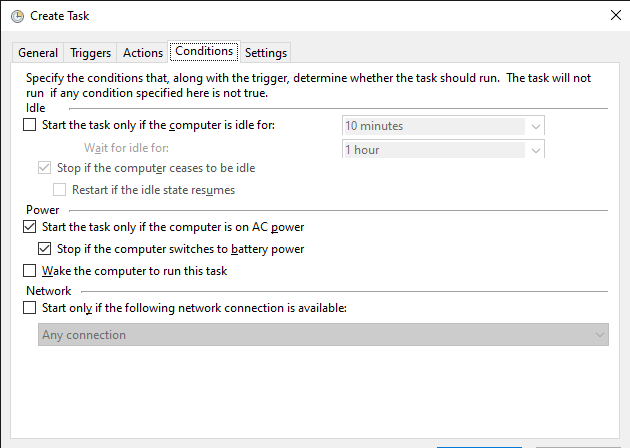 Create Task
General Triggers Actions Conditions Settings
Specify the conditions that, along with the trigger, determine whether the task should run.  The task will not
run  if any condition specified here is not true.
Idle
Start the task only if the computer is idle for: 10 minutes
Wait for idle for: 1 hour
Stop if the computer ceases to be idle
Restart if the idle state resumes
Power
Start the task only if the computer is on AC power
Stop if the computer switches to battery power
Wake the computer to run this task
Network
Start only if the following network connection is available:
Any connection